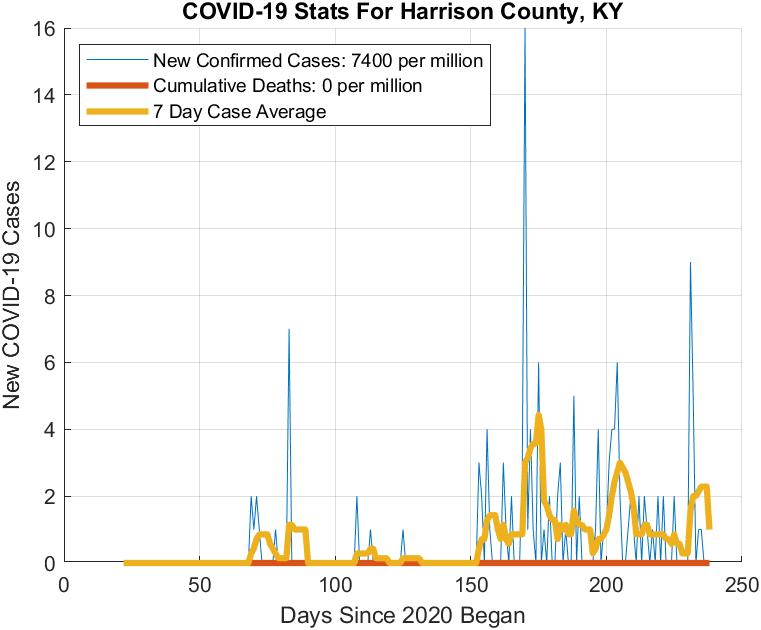 COVID-19 Stats For Harrison County, KY
New Confirmed Cases: 7400 per million
Cumulative Deaths: 0 per million
7 Day Case Average
New COVID-19 Cases
16
14
12
10
8
6
4
2
0
0 50 100 150 200 250
Days Since 2020 Began